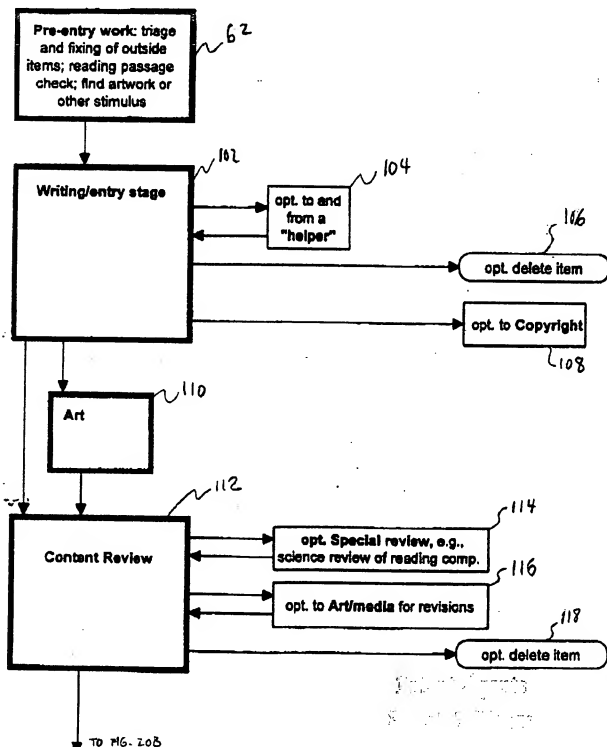 Pre-entry work: triage
and fixing of outside
items; reading passage
check; find artwork or
other stimulus
62
102
Writing/entry stage
104
opt. to and
from a
"helper"
106
opt. delete item
opt. to Copyright
108
110
Art
112
Content Review
114
opt. Special review, e.g.,
science review of reading comp.
116
opt. to Art/media for revisions
118
opt. delete item
TO FIG. 20B